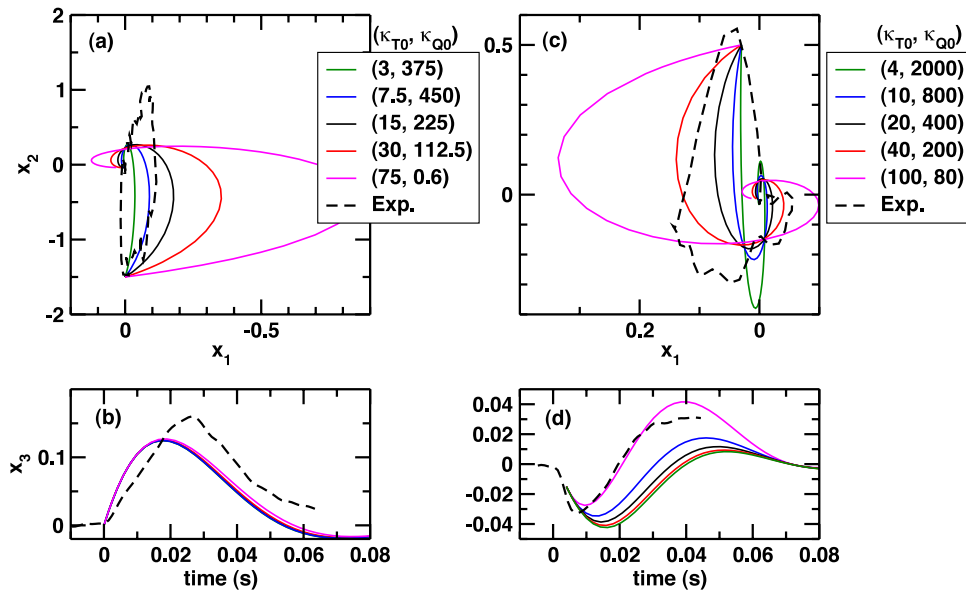 (a)
(κT0, κQ0)
(3, 375)
(7.5, 450)
(15, 225)
(30, 112.5)
(75, 0.6)
Exp.
x2
2
1
0
-1
-2
0
-0.5
x1
(c)
(κT0, κQ0)
(4, 2000)
(10, 800)
(20, 400)
(40, 200)
(100, 80)
Exp.
0.5
0
0.2
0
x1
(b)
x3
0.1
0
0
0.02
0.04
0.06
0.08
time (s)
(d)
0.04
0.02
0
-0.02
-0.04
0
0.02
0.04
0.06
0.08
time (s)